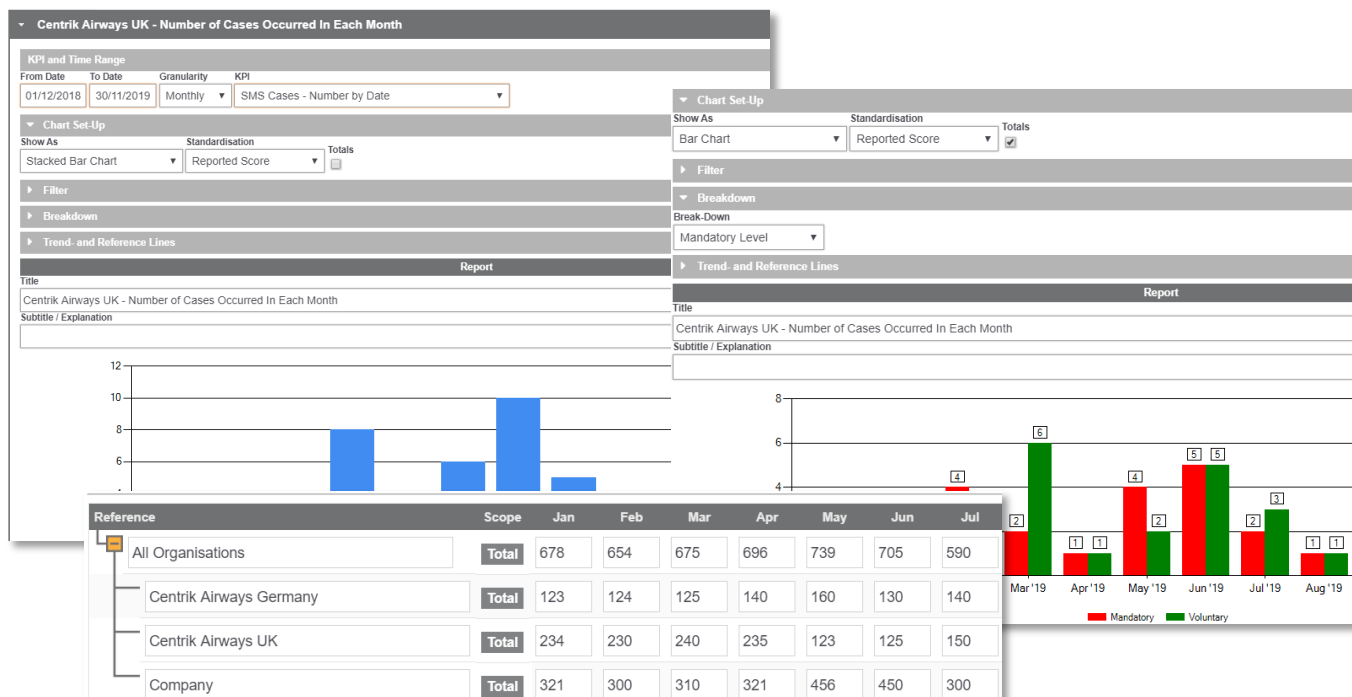 Centrik Airways UK - Number of Cases Occurred In Each Month
KPI and Time Range
From Date To Date Granularity KPI
01/12/2018 30/11/2019 Monthly SMS Cases - Number by Date
Chart Set-Up
Show As Standardisation Totals
Stacked Bar Chart Reported Score
Filter
Breakdown
Trend- and Reference Lines
Report
Title
Centrik Airways UK - Number of Cases Occurred In Each Month
Subtitle / Explanation
12
10
8
6
Chart Set-Up
Show As Standardisation Totals
Bar Chart Reported Score
Filter
Breakdown
Break-Down
Mandatory Level
Trend- and Reference Lines
Report
Title
Centrik Airways UK - Number of Cases Occurred In Each Month
Subtitle / Explanation
8
6
4
4 2 6 1 1 4 2 5 5 2 3 1 1
Mar '19 Apr '19 May '19 Jun '19 Jul '19 Aug '19
Mandatory Voluntary
Reference Scope Jan Feb Mar Apr May Jun Jul
All Organisations Total 678 654 675 696 739 705 590
Centrik Airways Germany Total 123 124 125 140 160 130 140
Centrik Airways UK Total 234 230 240 235 123 125 150
Company Total 321 300 310 321 456 450 300